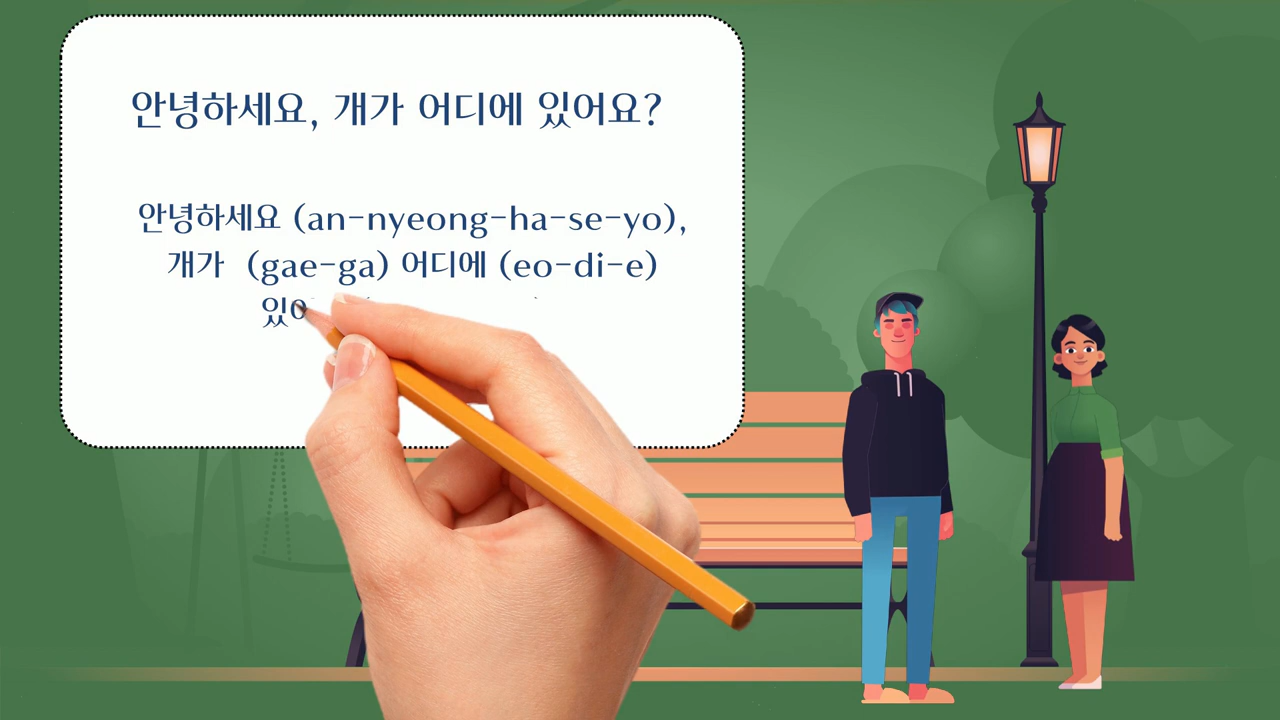 안녕하세요, 개가 어디에 있어요?
안녕하세요 (an-nyeong-ha-se-yo),
개가 (gae-ga) 어디에 (eo-di-e)